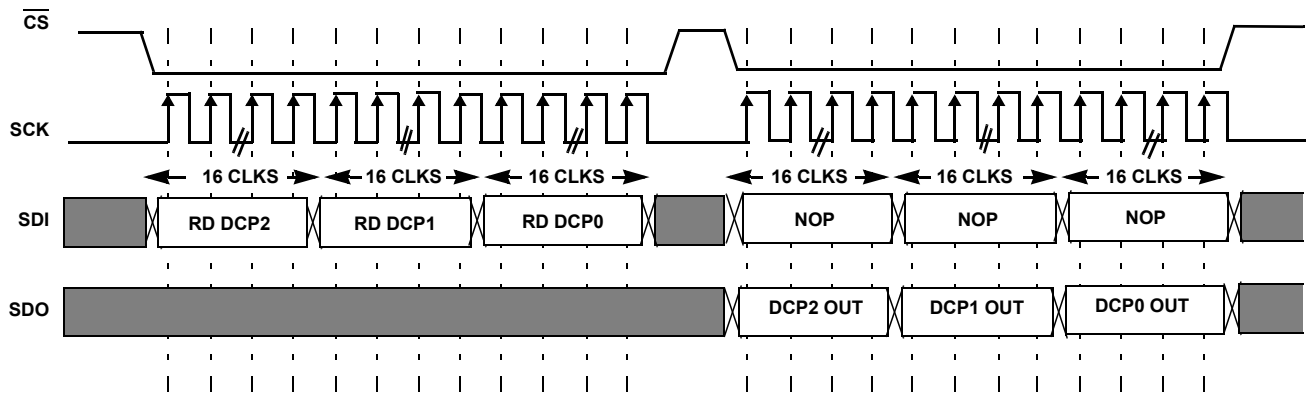 CS
SCK
16 CLKS 16 CLKS 16 CLKS 16 CLKS 16 CLKS 16 CLKS
SDI RD DCP2 RD DCP1 RD DCP0 NOP NOP NOP
SDO DCP2 OUT DCP1 OUT DCP0 OUT